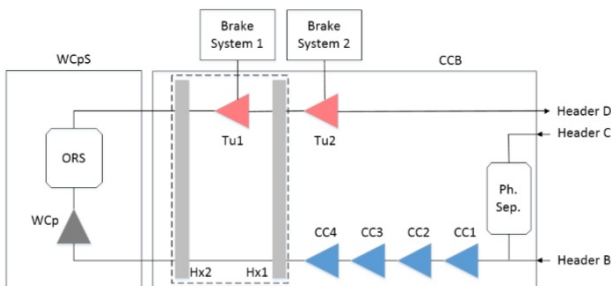 Brake
System 1
Brake
System 2
WCpS
CCB
Tu1
Tu2
Header D
Header C
ORS
Ph.
Sep.
WCp
CC4
CC3
CC2
CC1
Header B
Hx2
Hx1